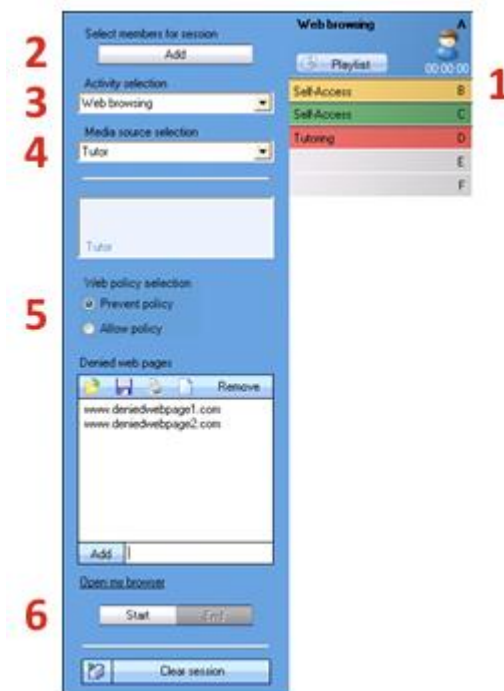 Select members for session
2
Add
Activity selection
3
Web browsing
Media source selection
4
Tutor
Tutor
Web policy selection
5
Prevent policy
Allow policy
Denied web pages
Remove
www.deniedwebpage1.com
www.deniedwebpage2.com
Add
Open me browser
6
Start End
Clear session
Web browsing A
Playlist 00:00:00
1
Self-Access B
Self-Access C
Tutoring D
E
F